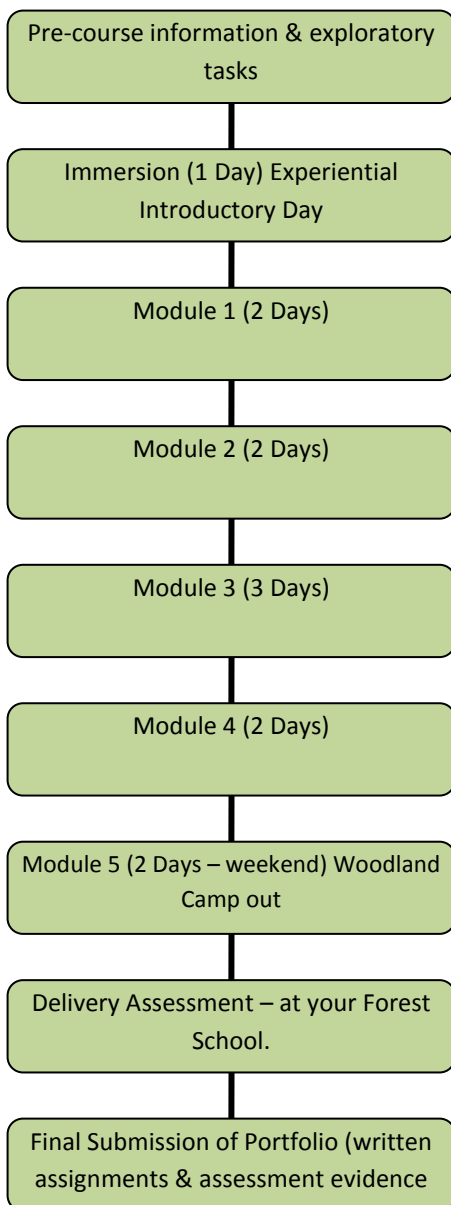 Pre-course information & exploratory
tasks
Immersion (1 Day) Experiential
Introductory Day
Module 1 (2 Days)
Module 2 (2 Days)
Module 3 (3 Days)
Module 4 (2 Days)
Module 5 (2 Days – weekend) Woodland
Camp out
Delivery Assessment – at your Forest
School.
Final Submission of Portfolio (written
assignments & assessment evidence